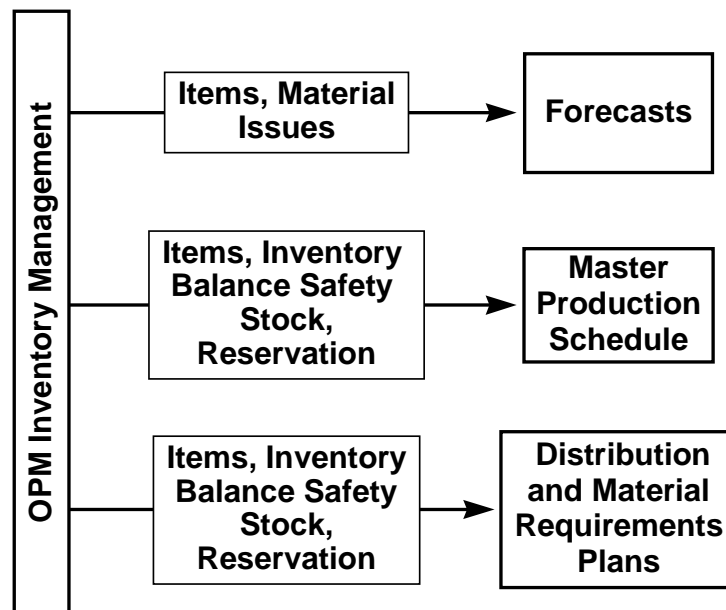 OPM Inventory Management
Items, Material
Issues
Forecasts
Items, Inventory
Balance Safety
Stock,
Reservation
Master
Production
Schedule
Items, Inventory
Balance Safety
Stock,
Reservation
Distribution
and Material
Requirements
Plans